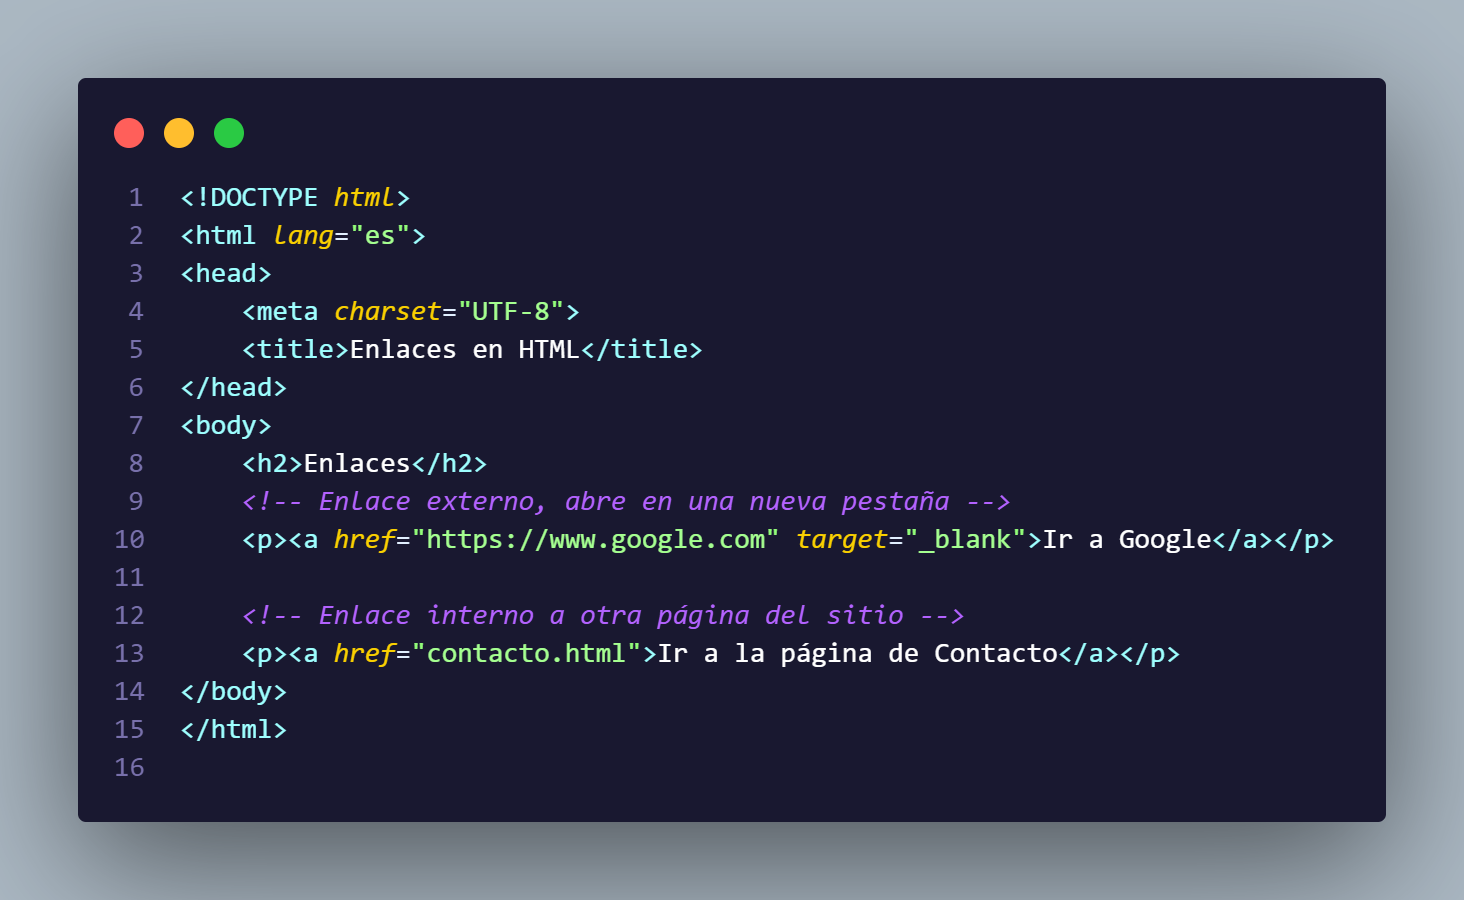 1 <!DOCTYPE html>
2 <html lang="es">
3 <head>
4     <meta charset="UTF-8">
5     <title>Enlaces en HTML</title>
6 </head>
7 <body>
8     <h2>Enlaces</h2>
9     <!-- Enlace externo, abre en una nueva pestaña -->
10     <p><a href="https://www.google.com" target="_blank">Ir a Google</a></p>
11
12     <!-- Enlace interno a otra página del sitio -->
13     <p><a href="contacto.html">Ir a la página de Contacto</a></p>
14 </body>
15 </html>
16